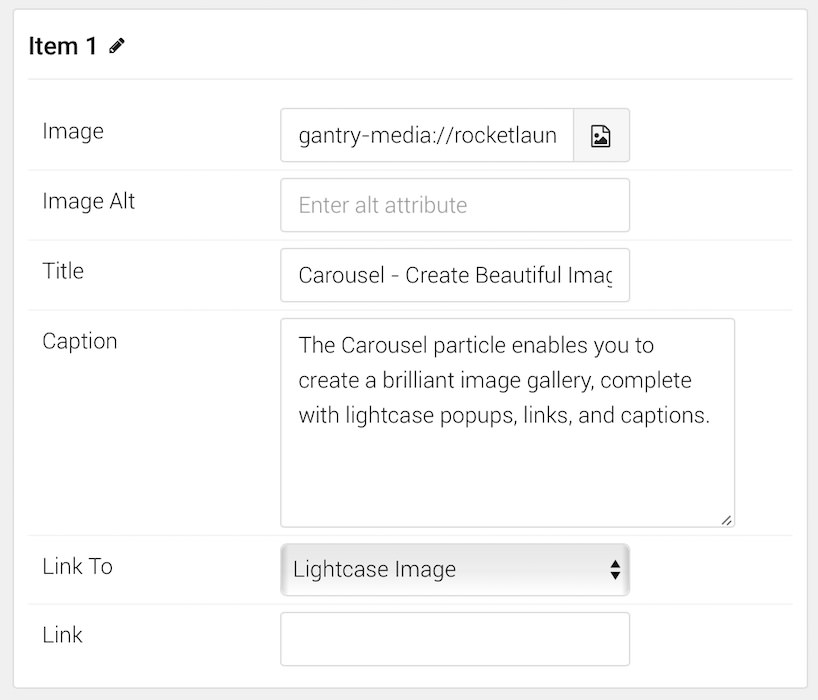 Item 1
Image
gantry-media://rocketlaun
Image Alt
Enter alt attribute
Title
Carousel - Create Beautiful Imag
Caption
The Carousel particle enables you to
create a brilliant image gallery, complete
with lightcase popups, links, and captions.
Link To
Lightcase Image
Link